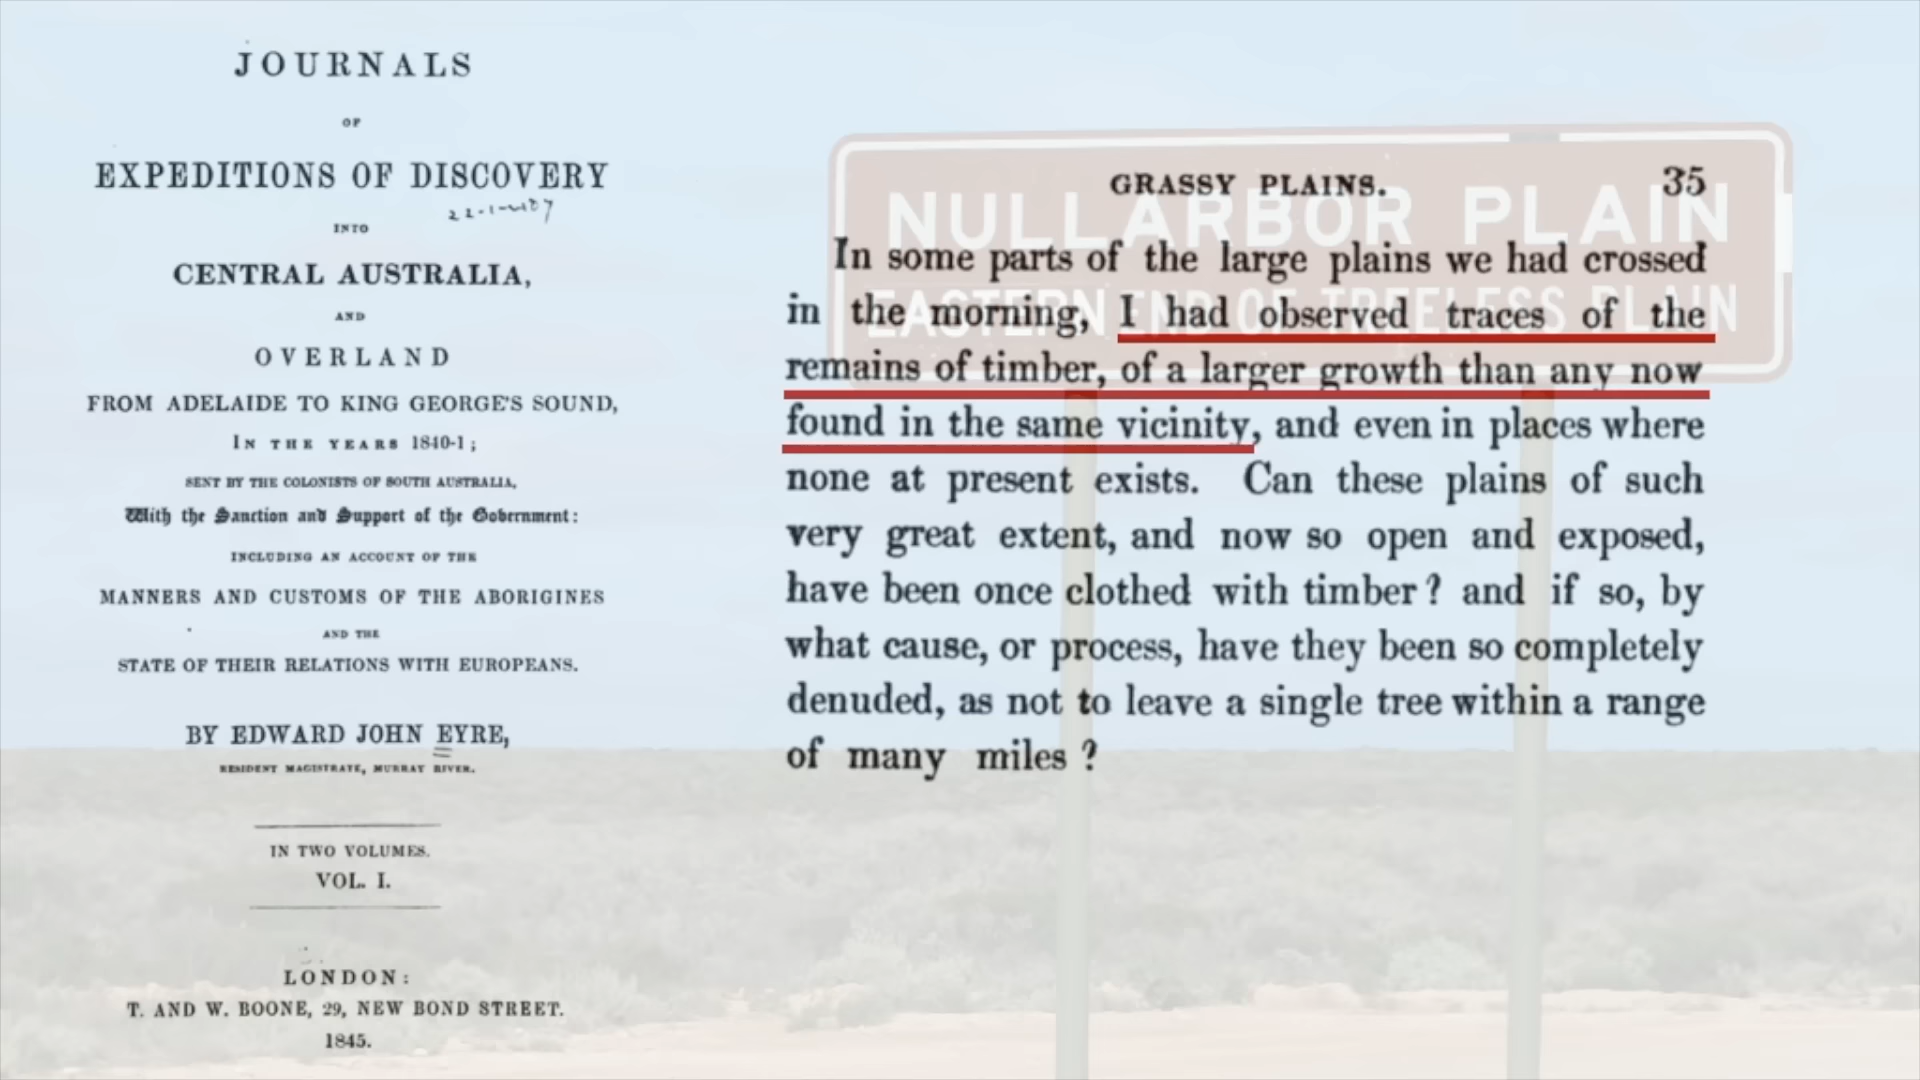 JOURNALS
OF
EXPEDITIONS OF DISCOVERY
INTO
CENTRAL AUSTRALIA,
AND
OVERLAND
FROM ADELAIDE TO KING GEORGE'S SOUND,
IN THE YEARS 1840-1;
SENT BY THE COLONISTS OF SOUTH AUSTRALIA,
With the Sanction and Support of the Government:
INCLUDING AN ACCOUNT OF THE
MANNERS AND CUSTOMS OF THE ABORIGINES
AND THE
STATE OF THEIR RELATIONS WITH EUROPEANS.
BY EDWARD JOHN EYRE,
RESIDENT MAGISTRATE, MURRAY RIVER.
IN TWO VOLUMES.
VOL. I.
LONDON:
T. AND W. BOONE, 29, NEW BOND STREET.
1845.
GRASSY PLAINS. 35
In some parts of the large plains we had crossed
in the morning, I had observed traces of the
remains of timber, of a larger growth than any now
found in the same vicinity, and even in places where
none at present exists. Can these plains of such
very great extent, and now so open and exposed,
have been once clothed with timber? and if so, by
what cause, or process, have they been so completely
denuded, as not to leave a single tree within a range
of many miles?
NULLARBOR PLAIN
EASTERN END OF TREELESS PLAIN